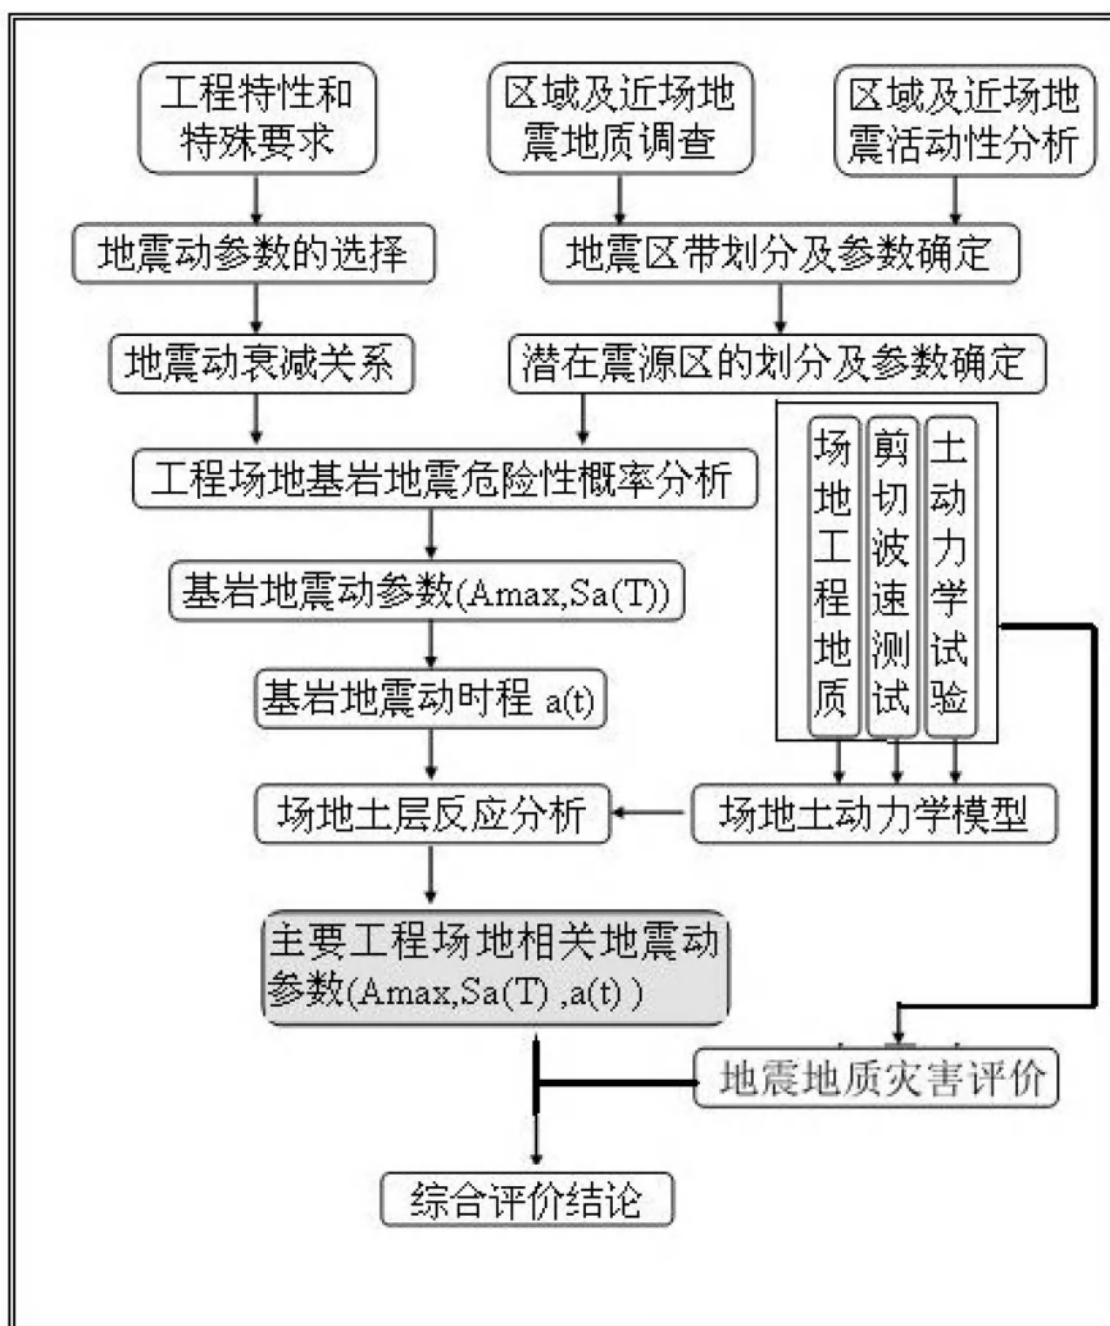 工程特性和
特殊要求
区域及近场地
震地质调查
区域及近场地
震活动性分析
地震动参数的选择
地震区带划分及参数确定
地震动衰减关系
潜在震源区的划分及参数确定
场地工程地质
剪切波速测试
土动力学试验
工程场地基岩地震危险性概率分析
基岩地震动参数(Amax,Sa(T))
基岩地震动时程 a(t)
场地土层反应分析
场地土动力学模型
主要工程场地相关地震动
参数(Amax,Sa(T) ,a(t) )
地震地质灾害评价
综合评价结论